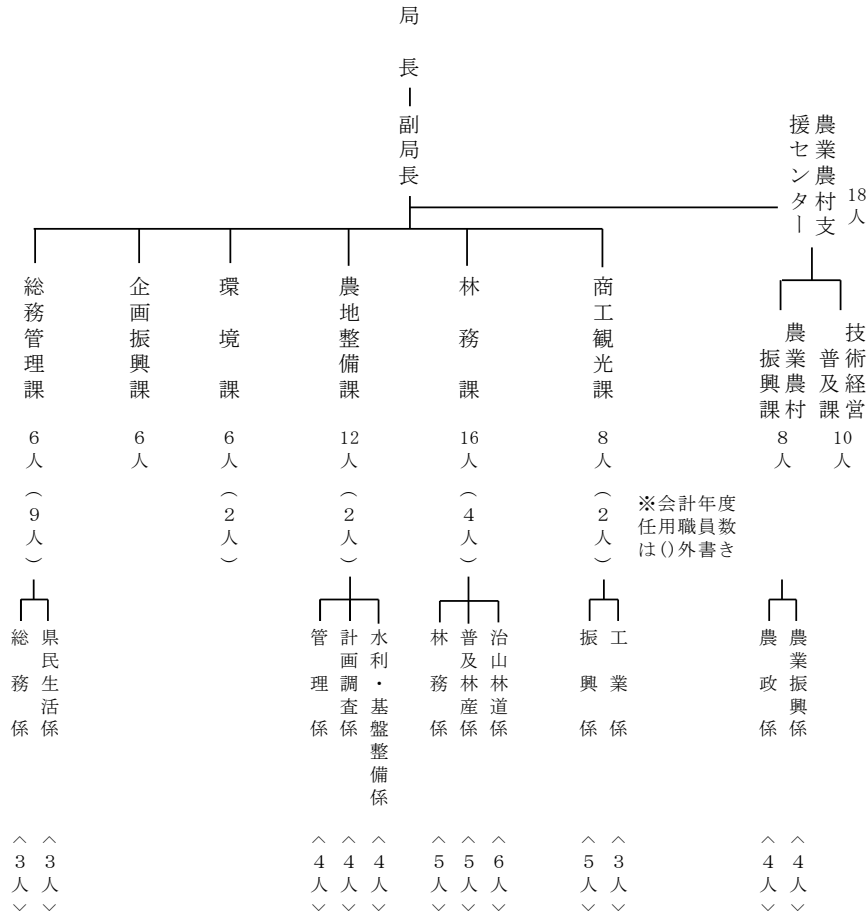 局長
副局長
農業農村支
援センター
18
人
総務管理課
6人
(9人)
企画振興課
6人
環境課
6人
(2人)
農地整備課
12人
(2人)
林務課
16人
(4人)
商工観光課
8人
(2人)
技術経営
普及課
10人
農業農村
振興課
8人
※会計年度
任用職員数
は()外書き
総務係
〈3人〉
県民生活係
〈3人〉
管理係
〈4人〉
計画調査係
〈4人〉
水利・基盤整備係
〈4人〉
林務係
〈5人〉
普及林産係
〈5人〉
治山林道係
〈6人〉
振興係
〈5人〉
工業係
〈3人〉
農政係
〈4人〉
農業振興係
〈4人〉